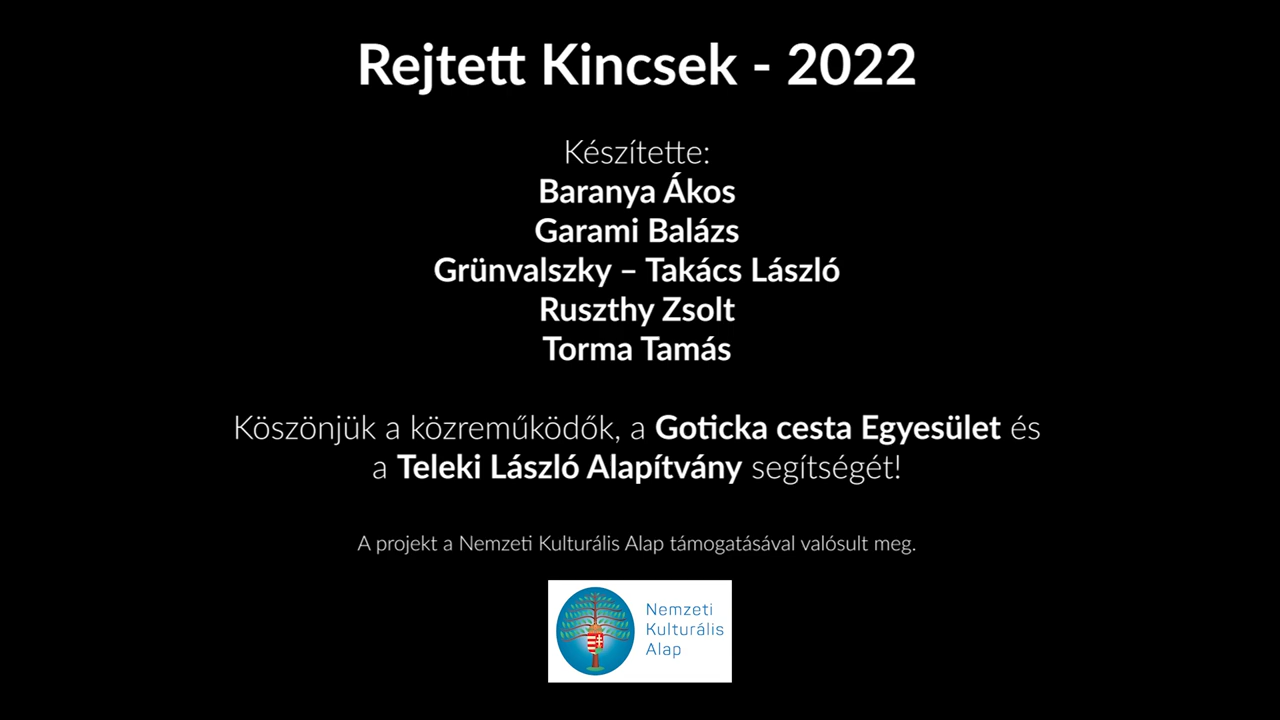 Rejtett Kincsek - 2022
Készítette:
Baranya Ákos
Garami Balázs
Grünvalszky – Takács László
Ruszthy Zsolt
Torma Tamás
Köszönjük a közreműködők, a Goticka cesta Egyesület és
a Teleki László Alapítvány segítségét!
A projekt a Nemzeti Kulturális Alap támogatásával valósult meg.
Nemzeti
Kulturális
Alap